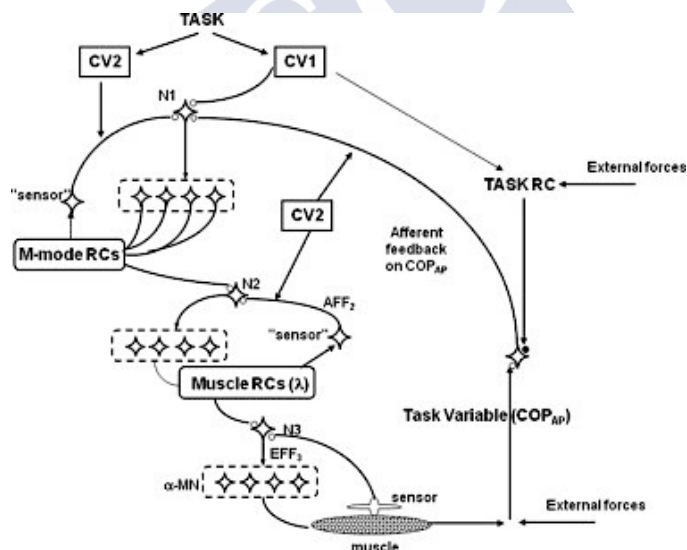 TASK
CV2
CV1
N1
"sensor"
TASK RC
External forces
CV2
Afferent
feedback
on COPAP
M-mode RCs
N2
AFF2
"sensor"
Muscle RCs (λ)
Task Variable (COPAP)
N3
EFF3
α-MN
sensor
External forces
muscle